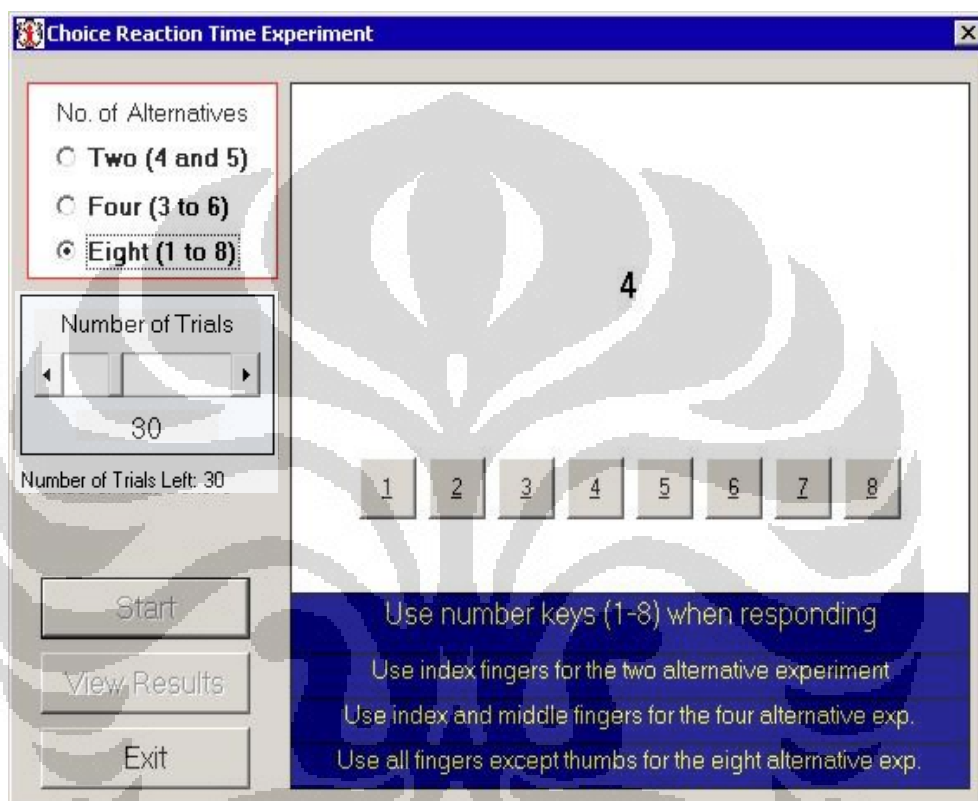 Choice Reaction Time Experiment
No. of Alternatives
Two (4 and 5)
Four (3 to 6)
Eight (1 to 8)
Number of Trials
30
Number of Trials Left: 30
Start
View Results
Exit
4
1 2 3 4 5 6 7 8
Use number keys (1-8) when responding
Use index fingers for the two alternative experiment
Use index and middle fingers for the four alternative exp.
Use all fingers except thumbs for the eight alternative exp.